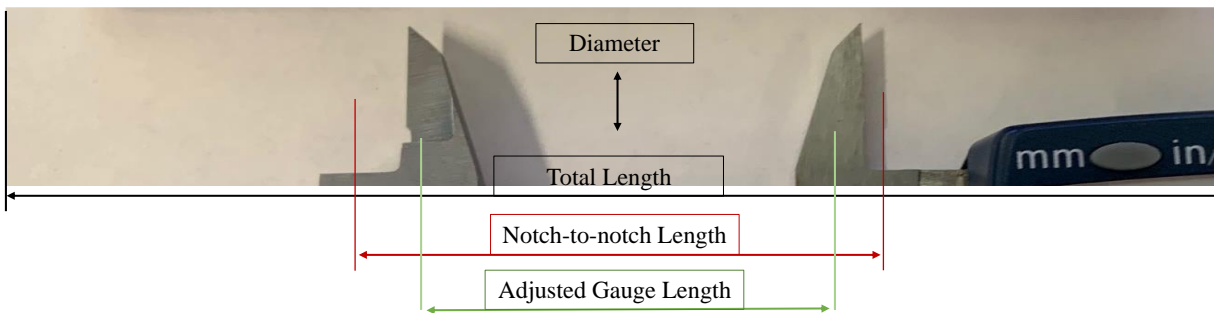 Diameter
mm in/
Total Length
Notch-to-notch Length
Adjusted Gauge Length